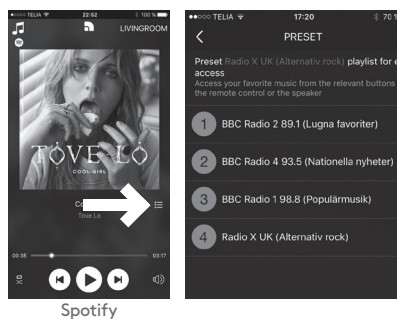 ●●○○○ TELIA 22:52 100 %
LIVINGROOM
TOVE LO
COOL GIRL
Tove Lo
00:35
03:17
Spotify
●●○○○ TELIA 17:20 70 %
PRESET
Preset Radio X UK (Alternativ rock) playlist for e
access
Access your favorite music from the relevant buttons
the remote control or the speaker
1 BBC Radio 2 89.1 (Lugna favoriter)
2 BBC Radio 4 93.5 (Nationella nyheter)
3 BBC Radio 1 98.8 (Populärmusik)
4 Radio X UK (Alternativ rock)